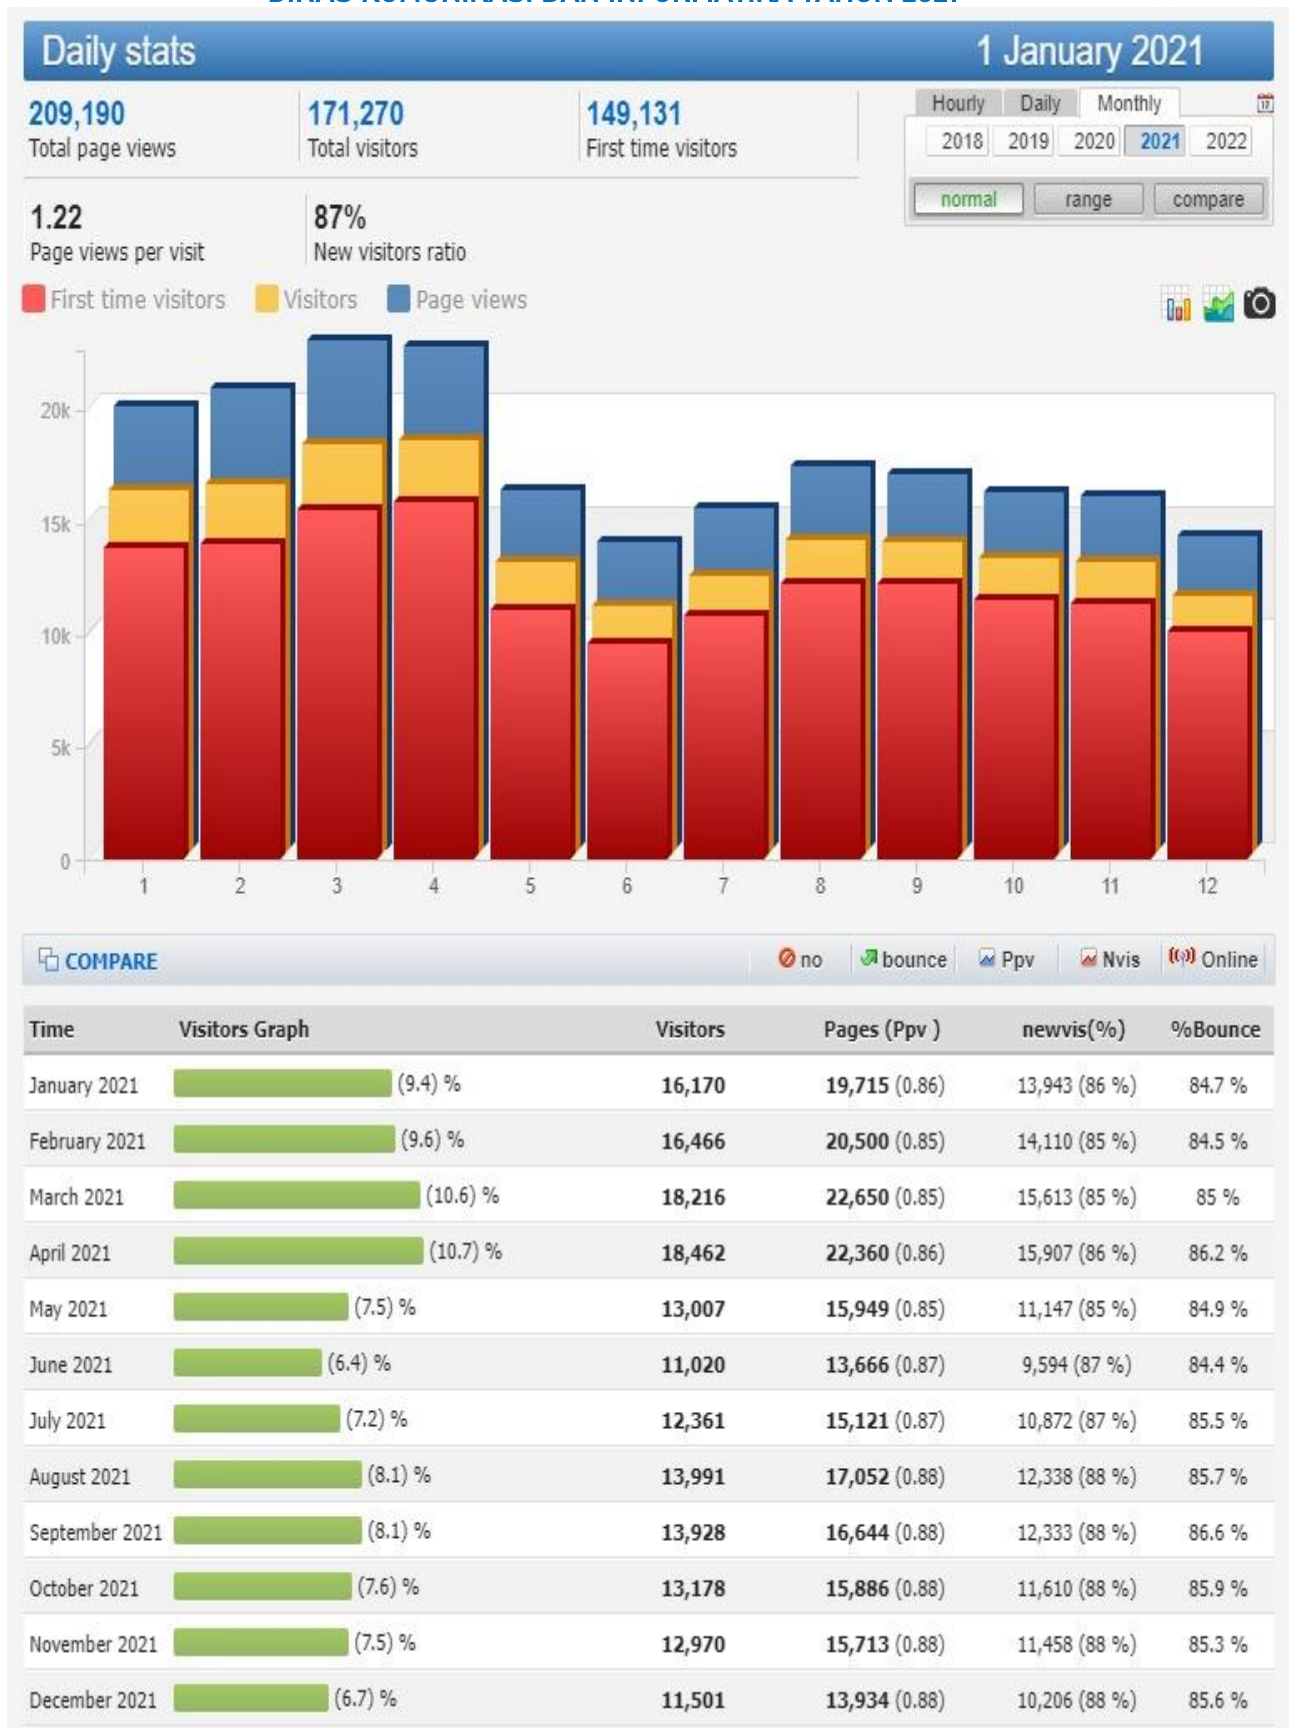 Daily stats 1 January 2021
209,190 171,270 149,131
Total page views Total visitors First time visitors
Hourly Daily Monthly
2018 2019 2020 2021 2022
normal range compare
1.22 87%
Page views per visit New visitors ratio
First time visitors Visitors Page views
20k
15k
10k
5k
0
1 2 3 4 5 6 7 8 9 10 11 12
COMPARE no bounce Ppv Nvis Online
Time Visitors Graph Visitors Pages (Ppv ) newvis(%) %Bounce
January 2021 (9.4) % 16,170 19,715 (0.86) 13,943 (86 %) 84.7 %
February 2021 (9.6) % 16,466 20,500 (0.85) 14,110 (85 %) 84.5 %
March 2021 (10.6) % 18,216 22,650 (0.85) 15,613 (85 %) 85 %
April 2021 (10.7) % 18,462 22,360 (0.86) 15,907 (86 %) 86.2 %
May 2021 (7.5) % 13,007 15,949 (0.85) 11,147 (85 %) 84.9 %
June 2021 (6.4) % 11,020 13,666 (0.87) 9,594 (87 %) 84.4 %
July 2021 (7.2) % 12,361 15,121 (0.87) 10,872 (87 %) 85.5 %
August 2021 (8.1) % 13,991 17,052 (0.88) 12,338 (88 %) 85.7 %
September 2021 (8.1) % 13,928 16,644 (0.88) 12,333 (88 %) 86.6 %
October 2021 (7.6) % 13,178 15,886 (0.88) 11,610 (88 %) 85.9 %
November 2021 (7.5) % 12,970 15,713 (0.88) 11,458 (88 %) 85.3 %
December 2021 (6.7) % 11,501 13,934 (0.88) 10,206 (88 %) 85.6 %